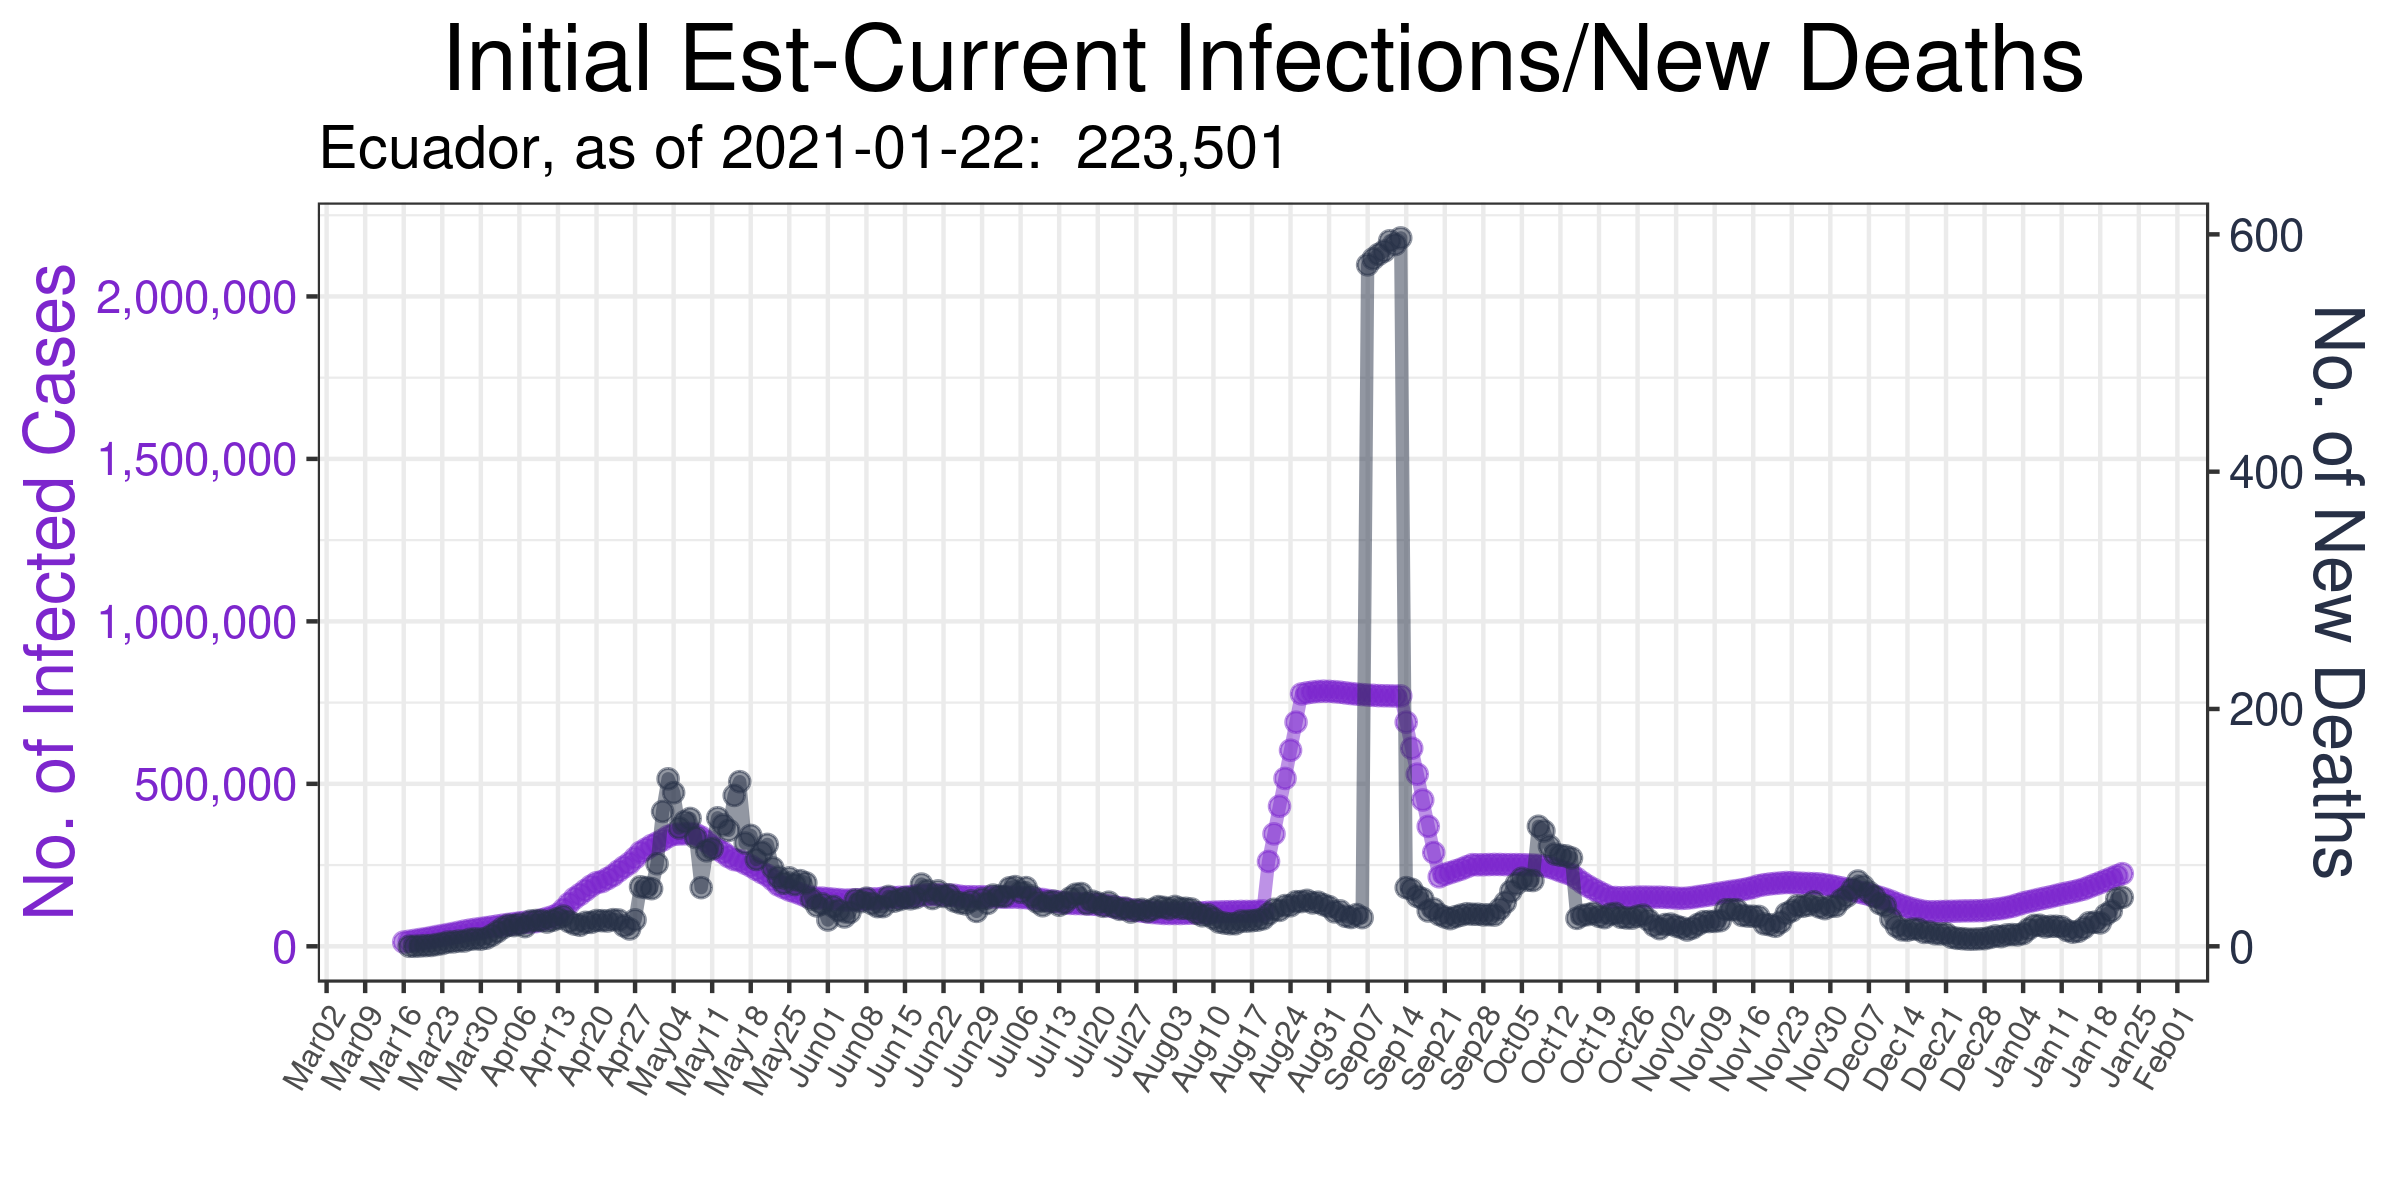 Initial Est-Current Infections/New Deaths
Ecuador, as of 2021-01-22:  223,501
No. of Infected Cases
2,000,000
1,500,000
1,000,000
500,000
0
600
400
200
0
No. of New Deaths
Mar02
Mar09
Mar16
Mar23
Mar30
Apr06
Apr13
Apr20
Apr27
May04
May11
May18
May25
Jun01
Jun08
Jun15
Jun22
Jun29
Jul06
Jul13
Jul20
Jul27
Aug03
Aug10
Aug17
Aug24
Aug31
Sep07
Sep14
Sep21
Sep28
Oct05
Oct12
Oct19
Oct26
Nov02
Nov09
Nov16
Nov23
Nov30
Dec07
Dec14
Dec21
Dec28
Jan04
Jan11
Jan18
Jan25
Feb01